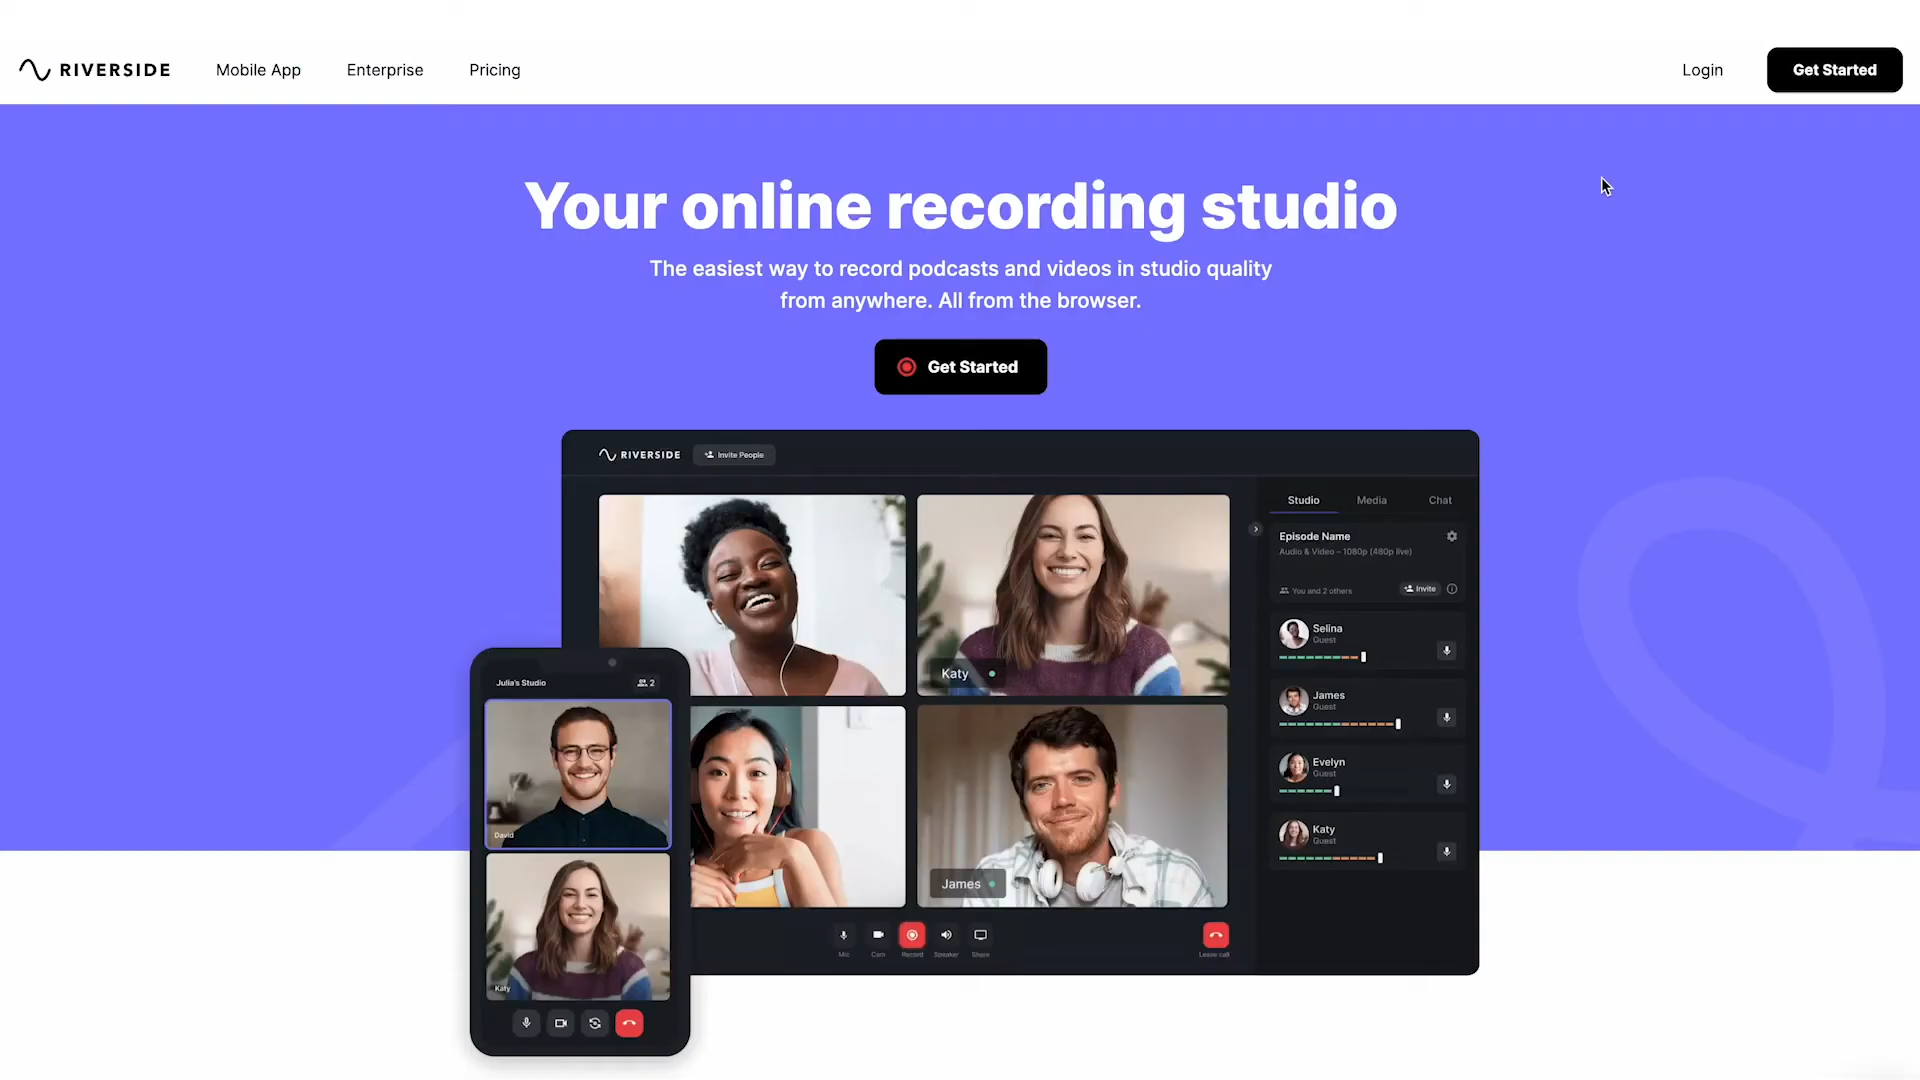 RIVERSIDE
Mobile App
Enterprise
Pricing
Login
Get Started
Your online recording studio
The easiest way to record podcasts and videos in studio quality
from anywhere. All from the browser.
Get Started
RIVERSIDE
Invite People
Studio
Media
Chat
Episode Name
Audio & Video – 1080p (480p live)
You and 2 others
Invite
Selina
Guest
James
Guest
Evelyn
Guest
Katy
Guest
Katy
James
Mic
Cam
Record
Speaker
Share
Leave call
Julia's Studio
2
David
Katy